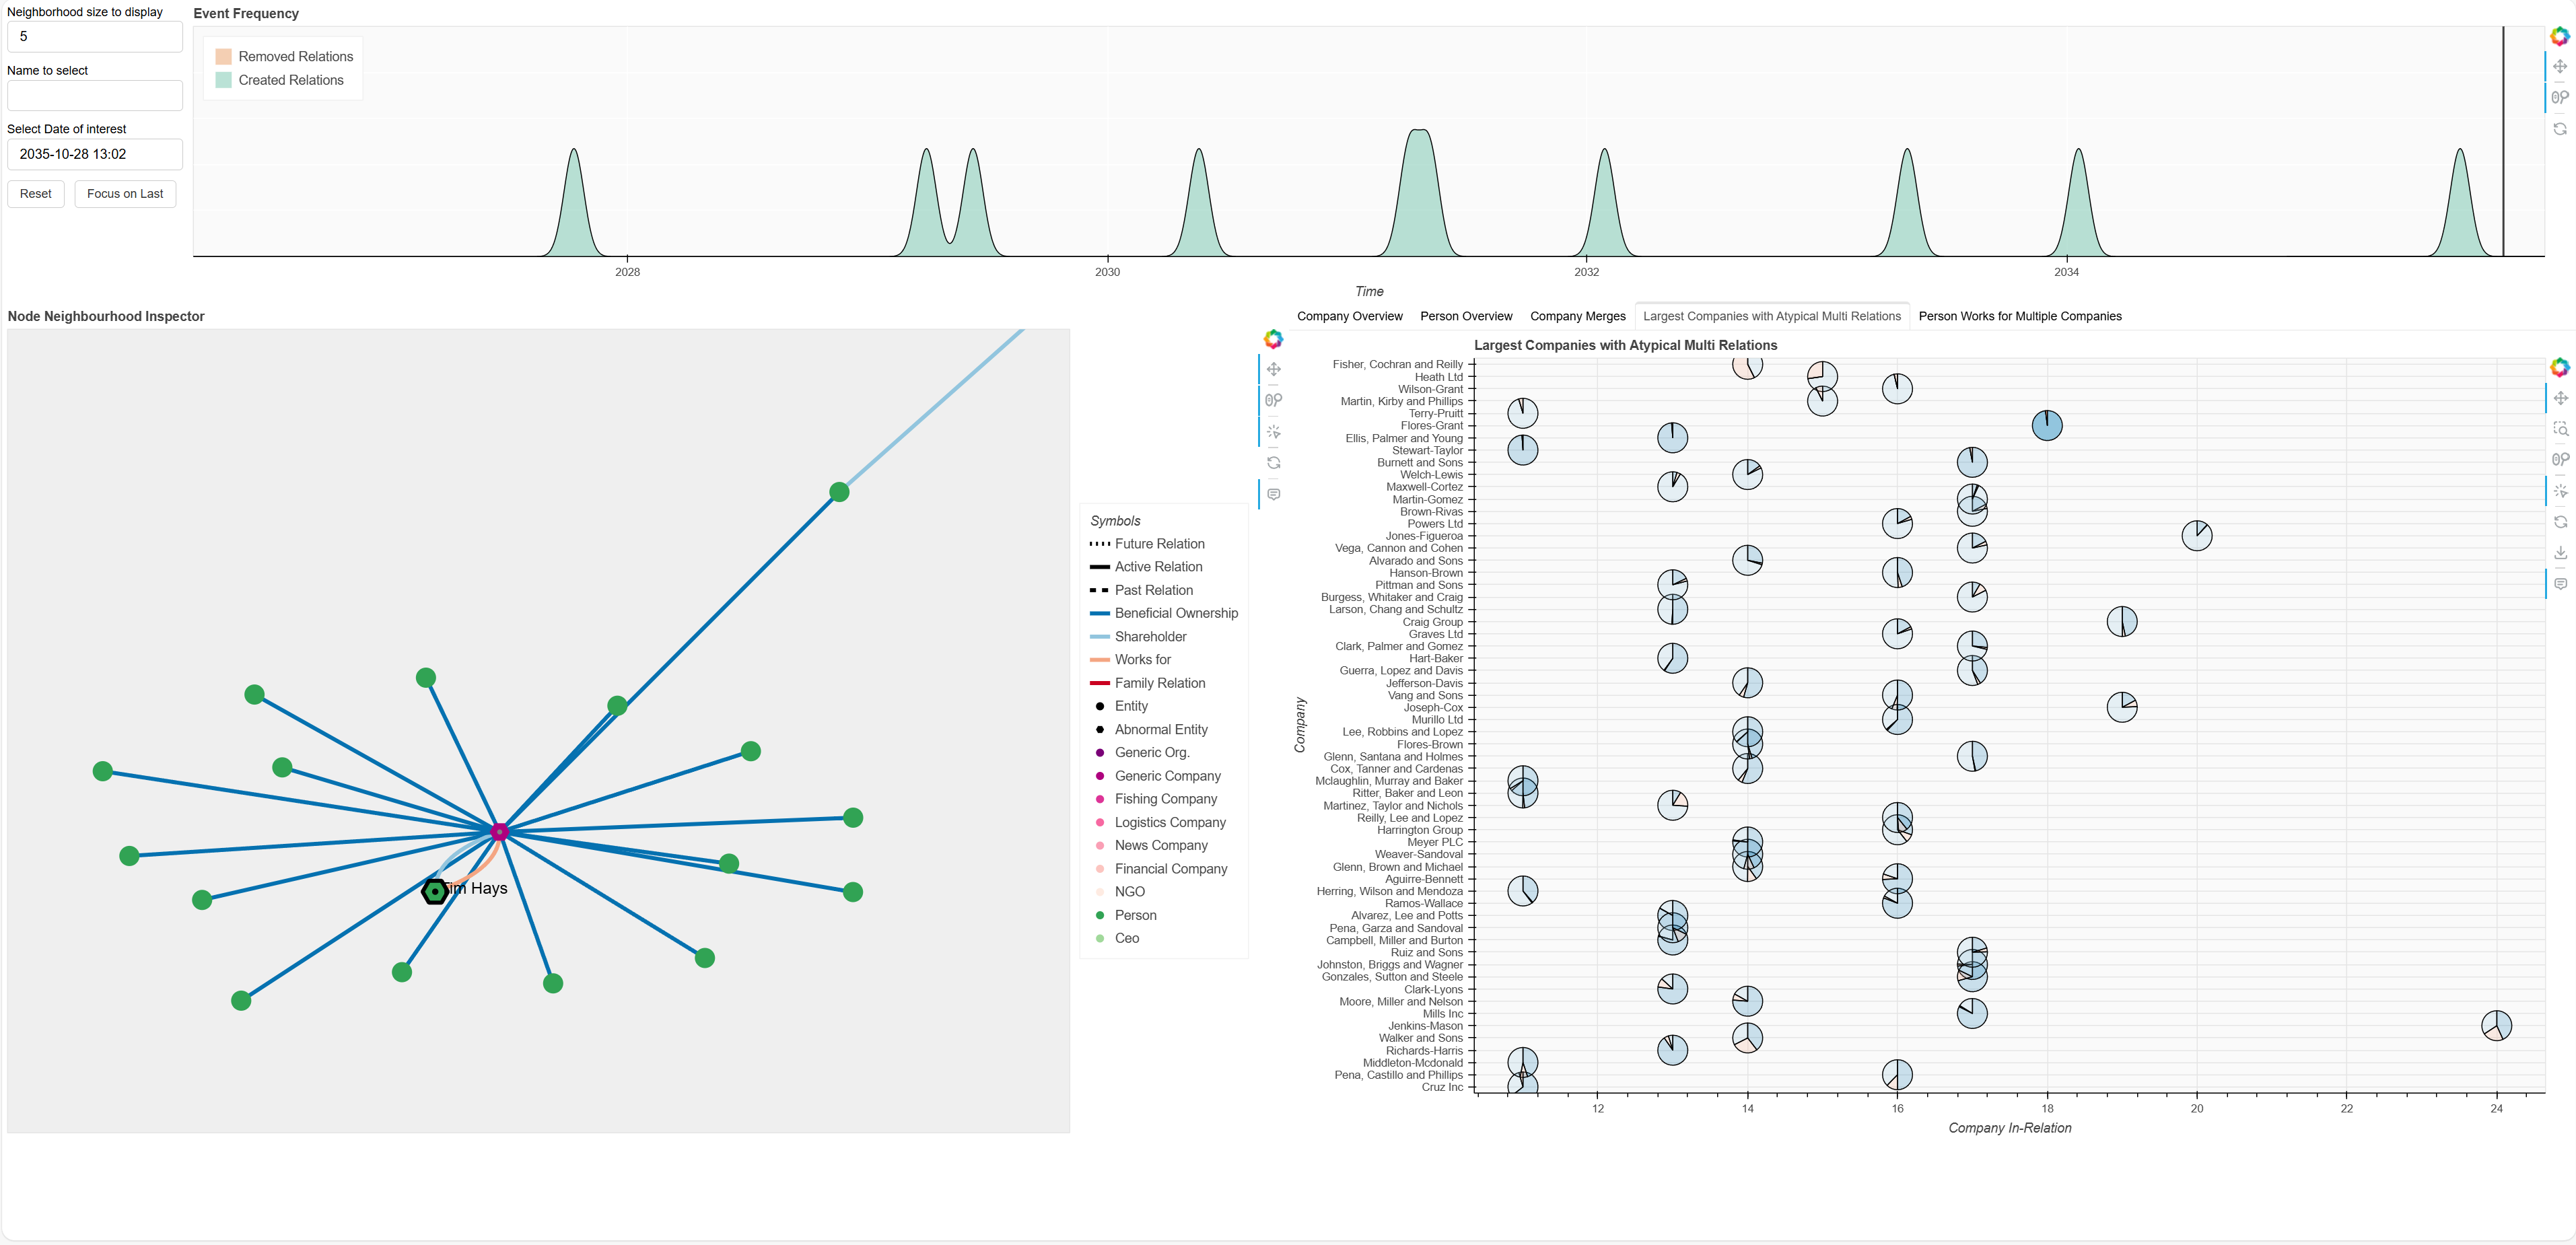 Neighborhood size to display
5
Name to select
Select Date of interest
2035-10-28 13:02
Reset
Focus on Last
Event Frequency
Removed Relations
Created Relations
2028
2030
2032
2034
Time
Node Neighbourhood Inspector
Tim Hays
Symbols
Future Relation
Active Relation
Past Relation
Beneficial Ownership
Shareholder
Works for
Family Relation
Entity
Abnormal Entity
Generic Org.
Generic Company
Fishing Company
Logistics Company
News Company
Financial Company
NGO
Person
Ceo
Company Overview
Person Overview
Company Merges
Largest Companies with Atypical Multi Relations
Person Works for Multiple Companies
Largest Companies with Atypical Multi Relations
Company
Fisher, Cochran and Reilly
Heath Ltd
Wilson-Grant
Martin, Kirby and Phillips
Terry-Pruitt
Flores-Grant
Ellis, Palmer and Young
Stewart-Taylor
Burnett and Sons
Welch-Lewis
Maxwell-Cortez
Martin-Gomez
Brown-Rivas
Powers Ltd
Jones-Figueroa
Vega, Cannon and Cohen
Alvarado and Sons
Hanson-Brown
Pittman and Sons
Burgess, Whitaker and Craig
Larson, Chang and Schultz
Craig Group
Graves Ltd
Clark, Palmer and Gomez
Hart-Baker
Guerra, Lopez and Davis
Jefferson-Davis
Vang and Sons
Joseph-Cox
Murillo Ltd
Lee, Robbins and Lopez
Flores-Brown
Glenn, Santana and Holmes
Cox, Tanner and Cardenas
Mclaughlin, Murray and Baker
Ritter, Baker and Leon
Martinez, Taylor and Nichols
Reilly, Lee and Lopez
Harrington Group
Meyer PLC
Weaver-Sandoval
Glenn, Brown and Michael
Aguirre-Bennett
Herring, Wilson and Mendoza
Ramos-Wallace
Alvarez, Lee and Potts
Pena, Garza and Sandoval
Campbell, Miller and Burton
Ruiz and Sons
Johnston, Briggs and Wagner
Gonzales, Sutton and Steele
Clark-Lyons
Moore, Miller and Nelson
Mills Inc
Jenkins-Mason
Walker and Sons
Richards-Harris
Middleton-Mcdonald
Pena, Castillo and Phillips
Cruz Inc
12
14
16
18
20
22
24
Company In-Relation